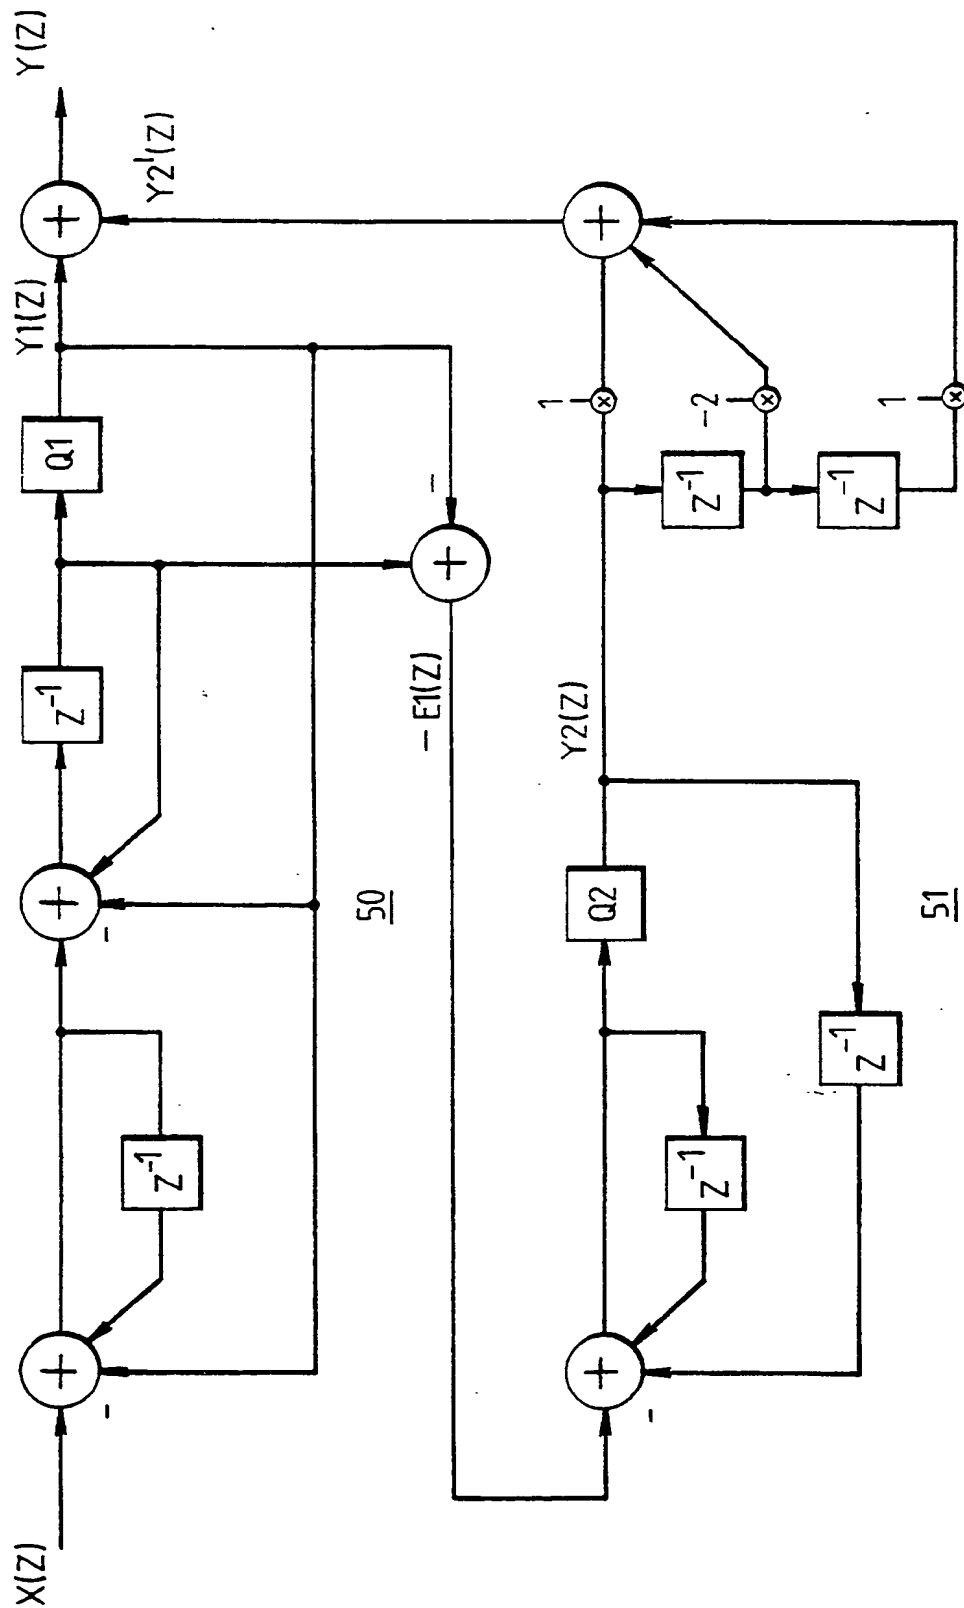 X(Z)
Z⁻¹
Z⁻¹
Q1
Y1(Z)
Y(Z)
+
+
+
-
-
50
-
+
-E1(Z)
Y2'(Z)
+
-
Z⁻¹
Q2
Y2(Z)
Z⁻¹
51
1
×
Z⁻¹
-2
×
Z⁻¹
1
×
+